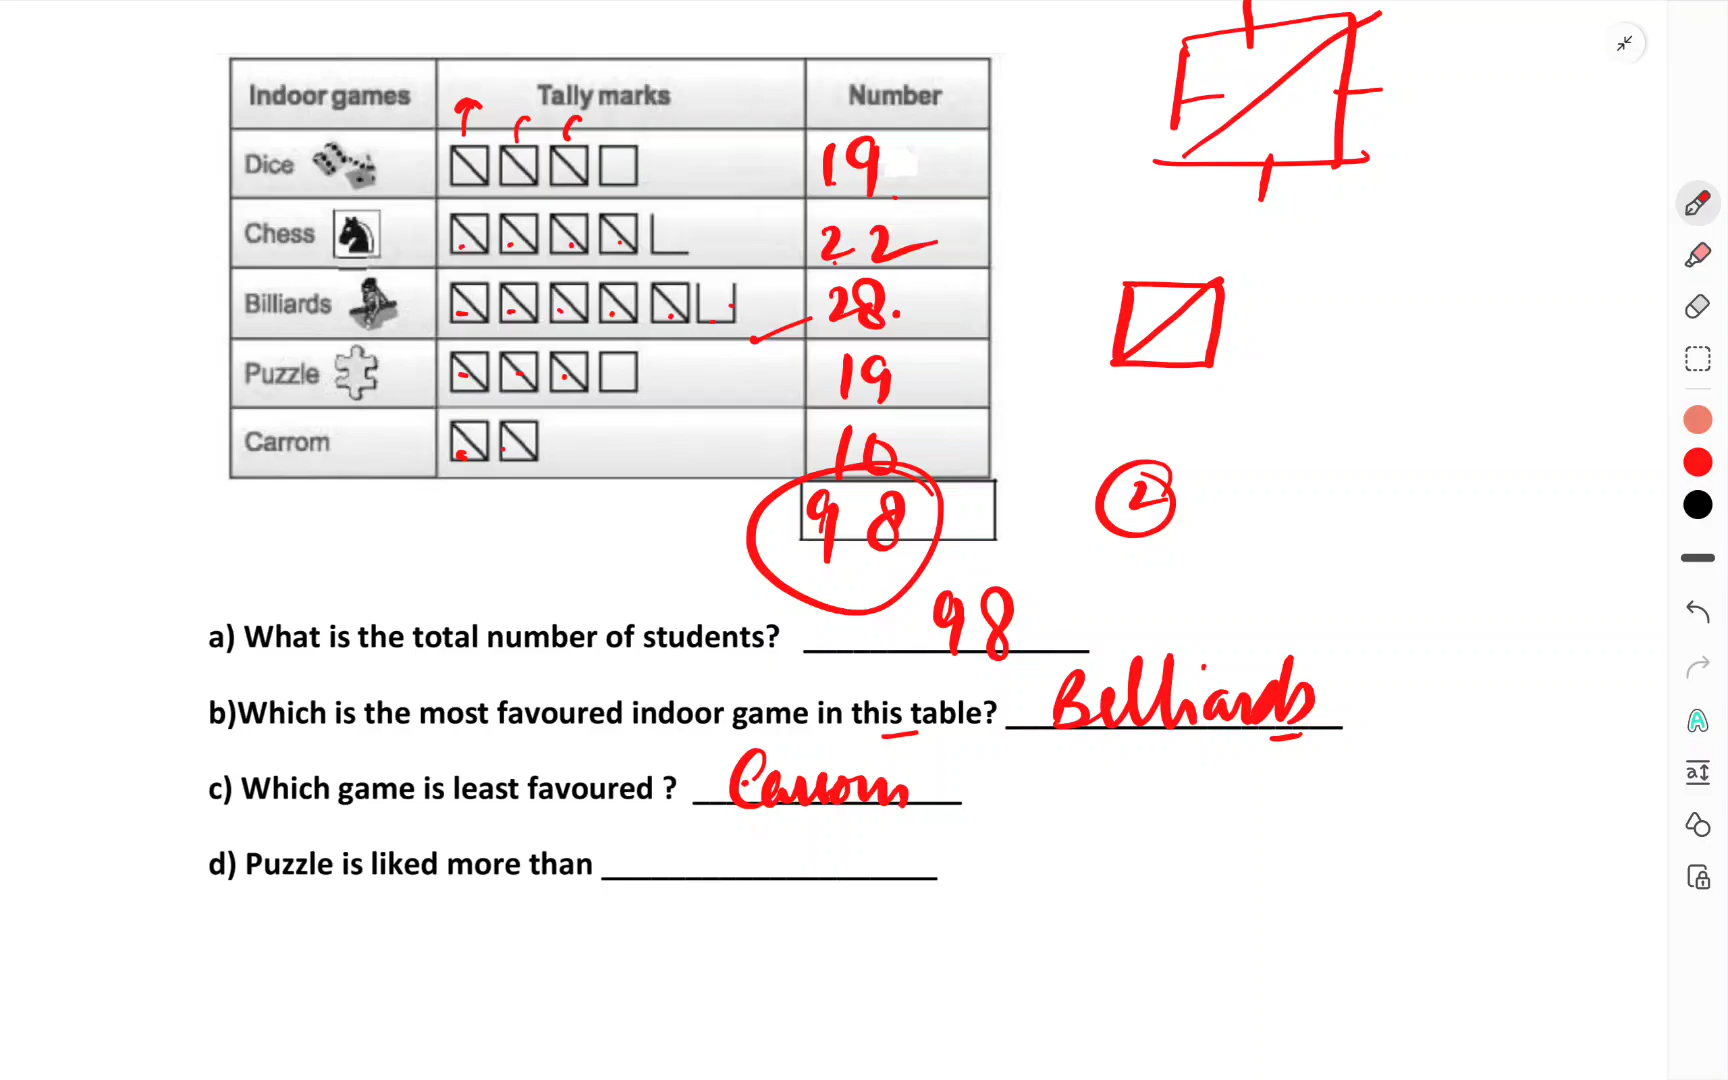 Indoor games Tally marks Number
Dice 19
Chess 22
Billiards 28.
Puzzle 19
Carrom 10
98
2
a) What is the total number of students? 98
b)Which is the most favoured indoor game in this table? Belliards
c) Which game is least favoured ? Carrom
d) Puzzle is liked more than